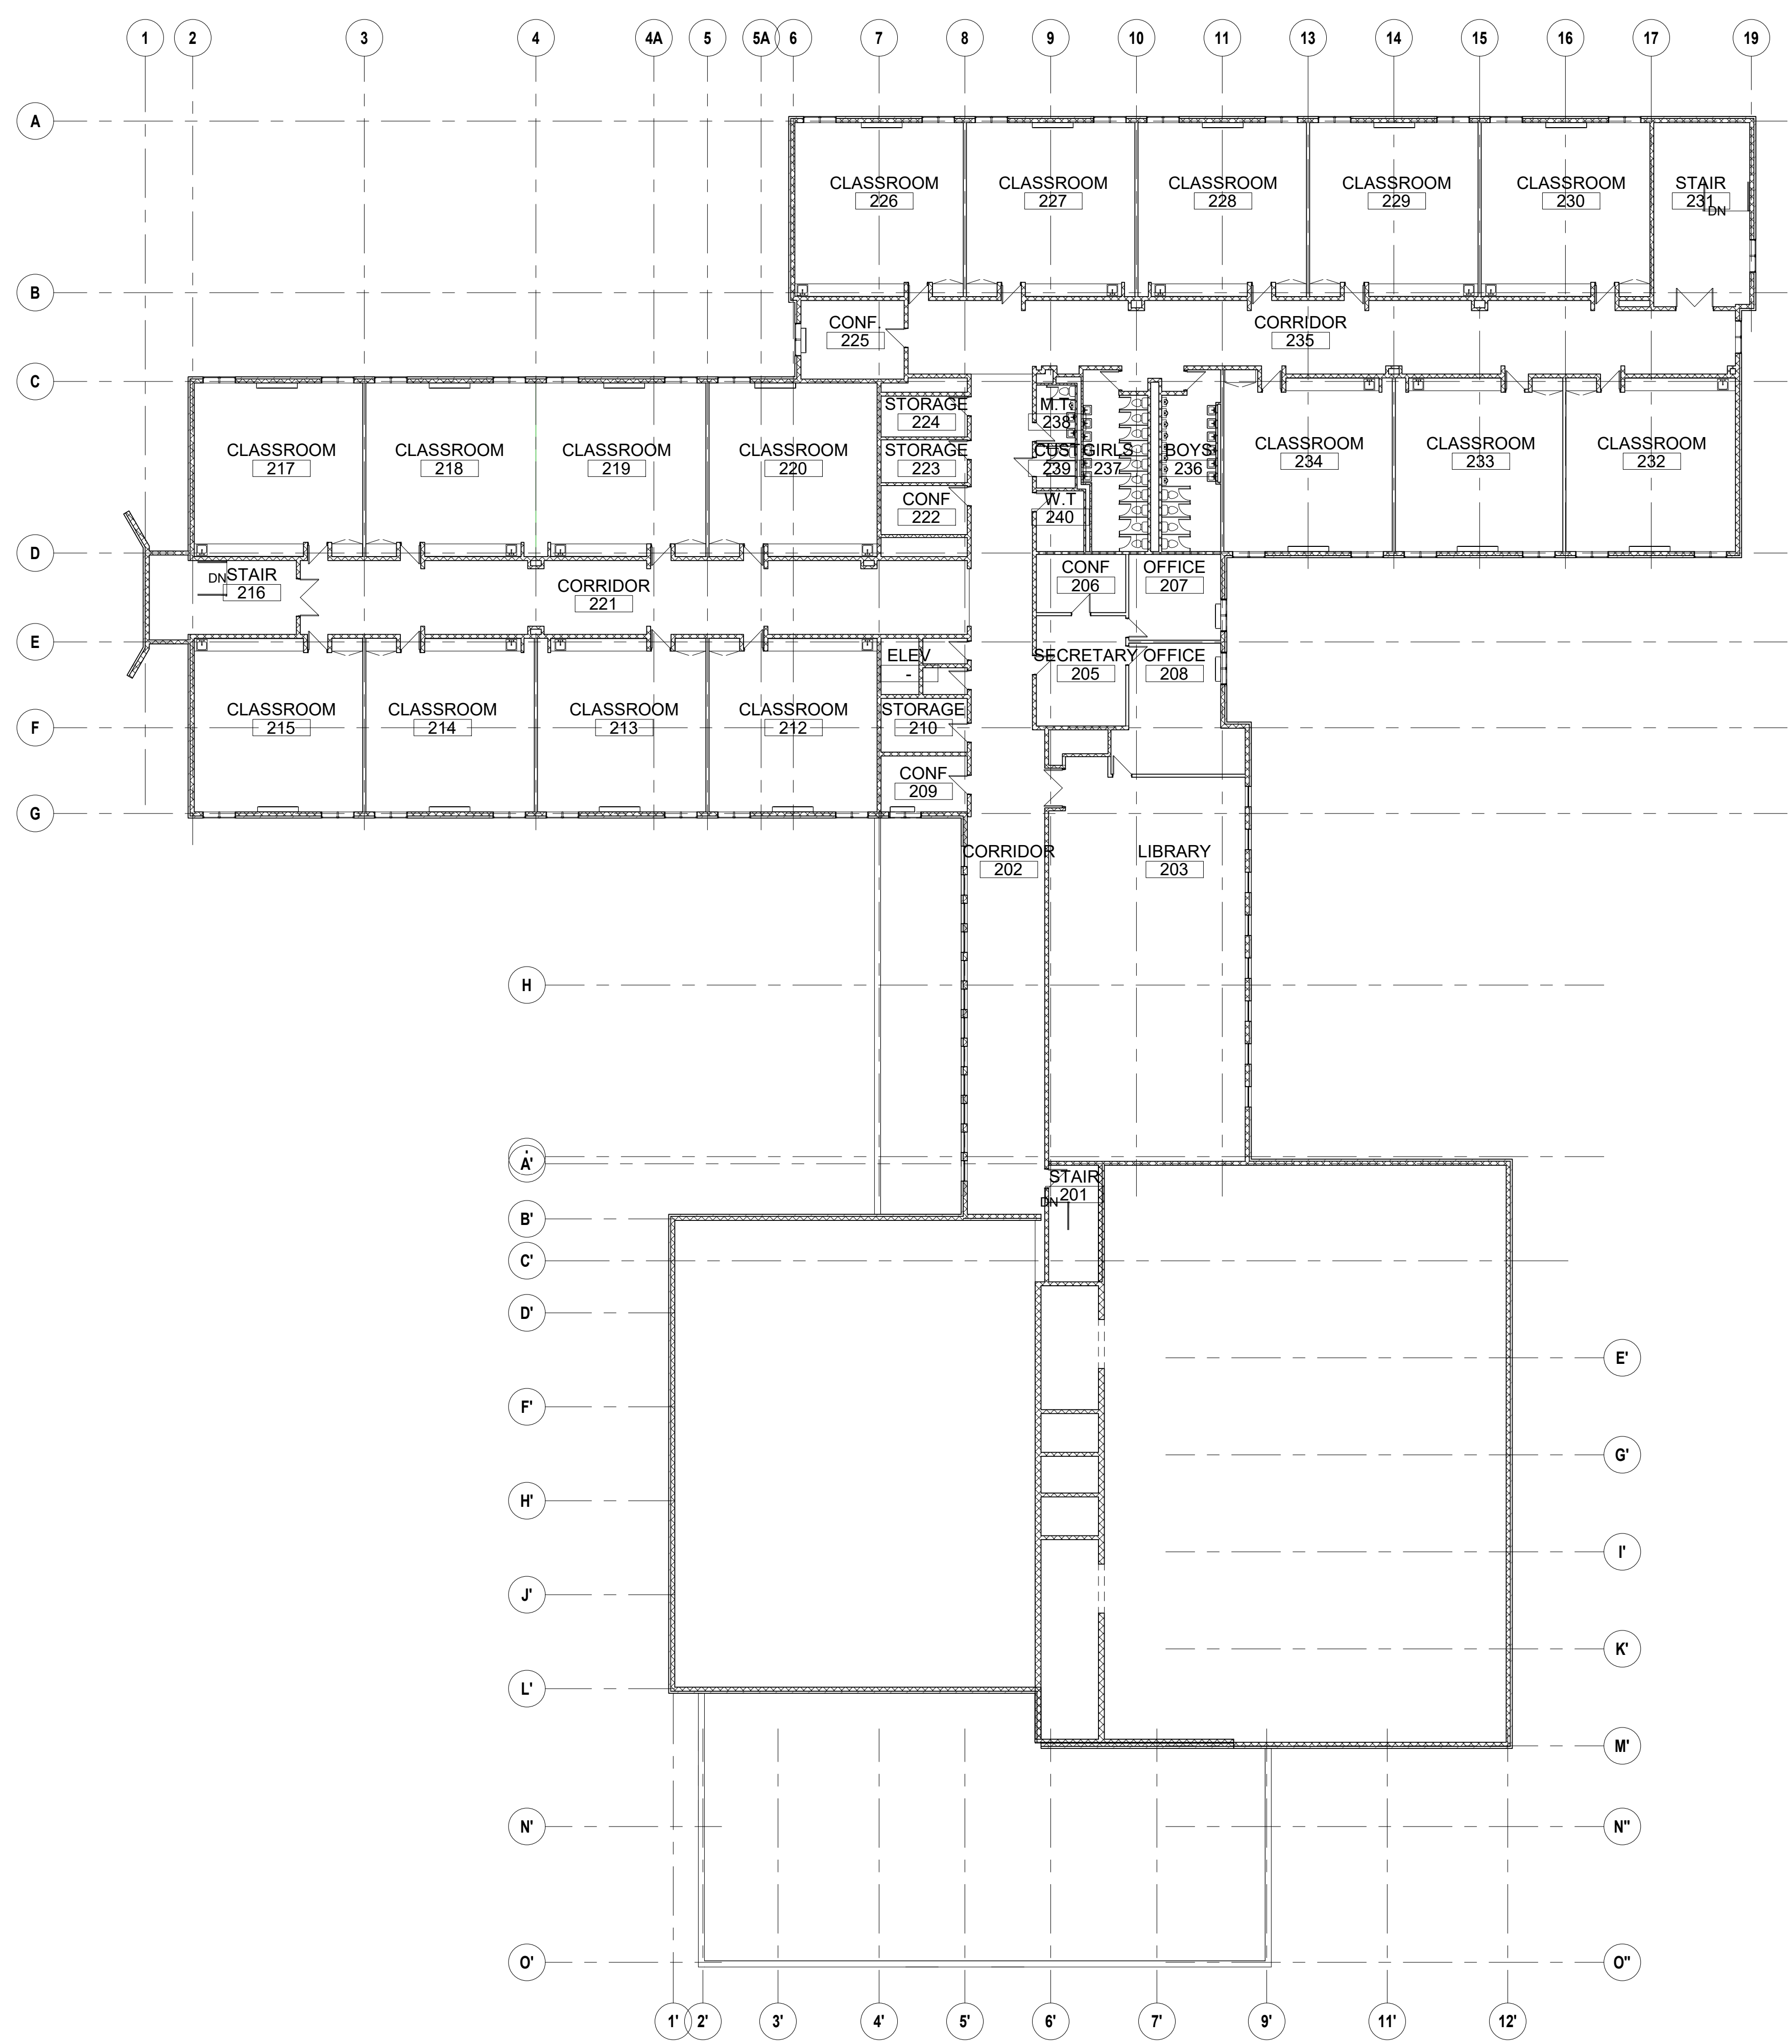 1 2 3 4 4A 5 5A 6 7 8 9 10 11 13 14 15 16 17 19
A
CLASSROOM
226
CLASSROOM
227
CLASSROOM
228
CLASSROOM
229
CLASSROOM
230
STAIR
231
DN
B
CONF.
225
CORRIDOR
235
C
STORAGE
224
M.T.
238
CLASSROOM
217
CLASSROOM
218
CLASSROOM
219
CLASSROOM
220
STORAGE
223
CUST
239
GIRLS
237
BOYS
236
CLASSROOM
234
CLASSROOM
233
CLASSROOM
232
CONF
222
W.T
240
D
DN
STAIR
216
CORRIDOR
221
CONF
206
OFFICE
207
E
ELEV
-
SECRETARY
205
OFFICE
208
CLASSROOM
215
CLASSROOM
214
CLASSROOM
213
CLASSROOM
212
STORAGE
210
F
CONF
209
G
CORRIDOR
202
LIBRARY
203
H
A'
STAIR
201
DN
B'
C'
D'
E'
F'
G'
H'
I'
J'
K'
L'
M'
N' N"
O' O"
1' 2' 3' 4' 5' 6' 7' 9' 11' 12'